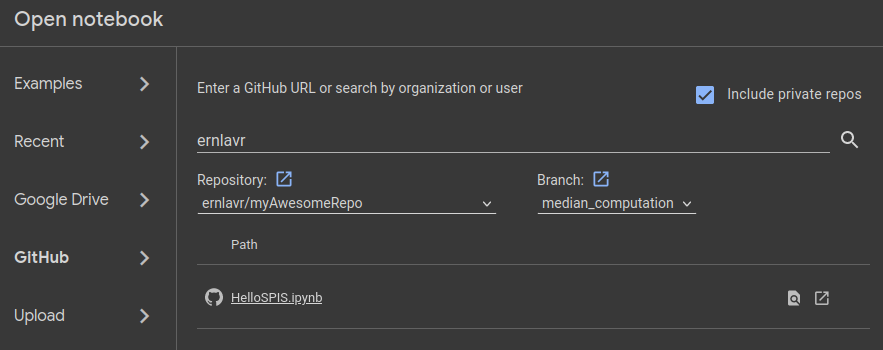 Open notebook
Examples
Recent
Google Drive
GitHub
Upload
Enter a GitHub URL or search by organization or user
Include private repos
ernlavr
Repository:
Branch:
ernlavr/myAwesomeRepo
median_computation
Path
HelloSPIS.ipynb